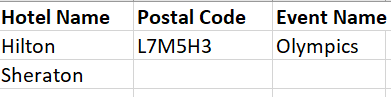 Hotel Name Postal Code Event Name
Hilton L7M5H3 Olympics
Sheraton